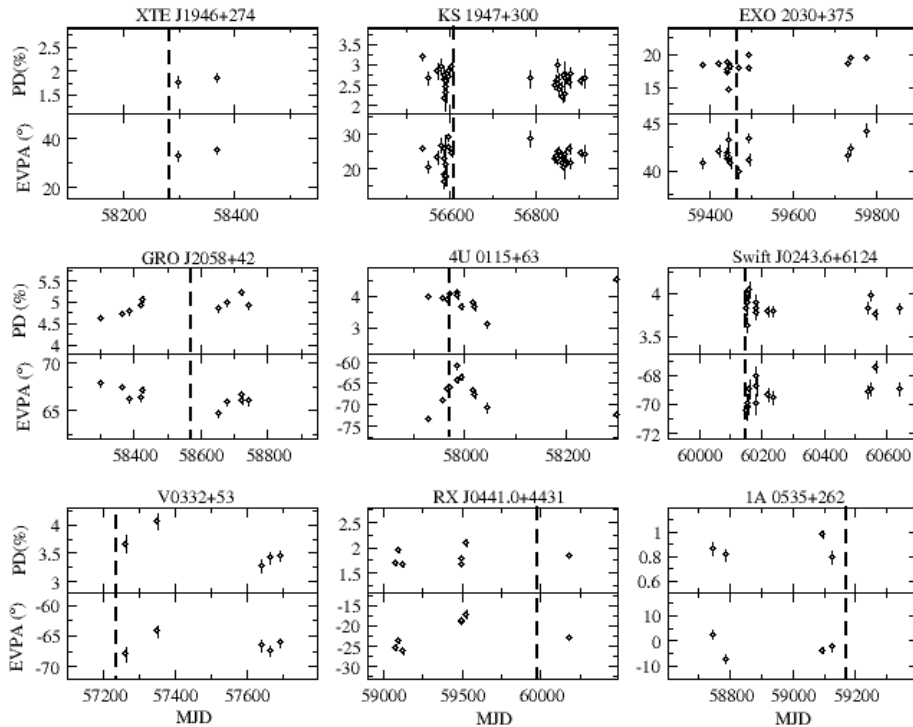 XTE J1946+274
KS 1947+300
EXO 2030+375
PD(%)
2.5
2
1.5
3.5
3
2.5
2
20
15
EVPA (°)
40
20
30
20
45
40
58200 58400
56600 56800
59400 59600 59800
GRO J2058+42
4U 0115+63
Swift J0243.6+6124
PD (%)
5.5
5
4.5
4
4
3
4
3.5
EVPA (°)
70
65
-60
-65
-70
-75
-68
-70
-72
58400 58600 58800
58000 58200
60000 60200 60400 60600
V0332+53
RX J0441.0+4431
1A 0535+262
PD(%)
4
3.5
3
2.5
2
1.5
1
0.8
0.6
EVPA (°)
-60
-65
-70
-15
-20
-25
-30
10
0
-10
57200 57400 57600
59000 59500 60000
58800 59000 59200
MJD
MJD
MJD